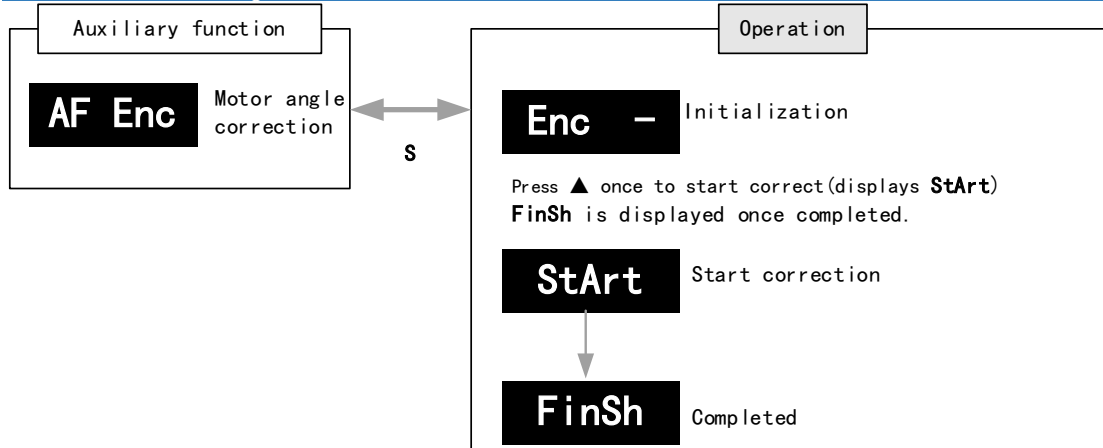 Auxiliary function
AF Enc
Motor angle
correction
S
Operation
Enc -
Initialization
Press ▲ once to start correct(displays StArt)
FinSh is displayed once completed.
StArt
Start correction
FinSh
Completed